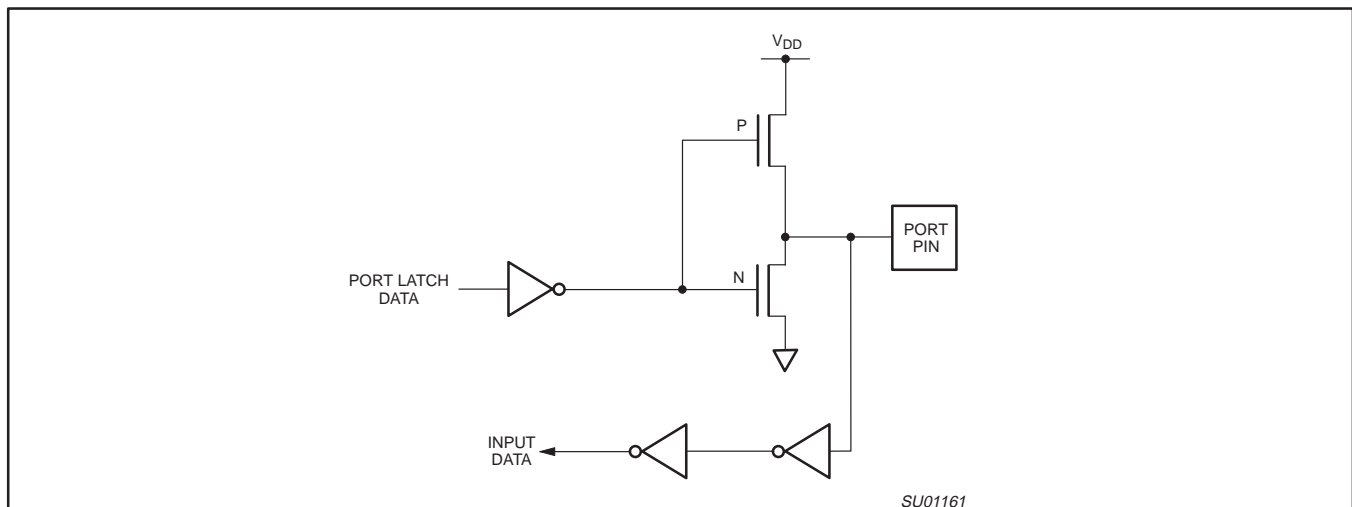 VDD
P
PORT
PIN
N
PORT LATCH
DATA
INPUT
DATA
SU01161